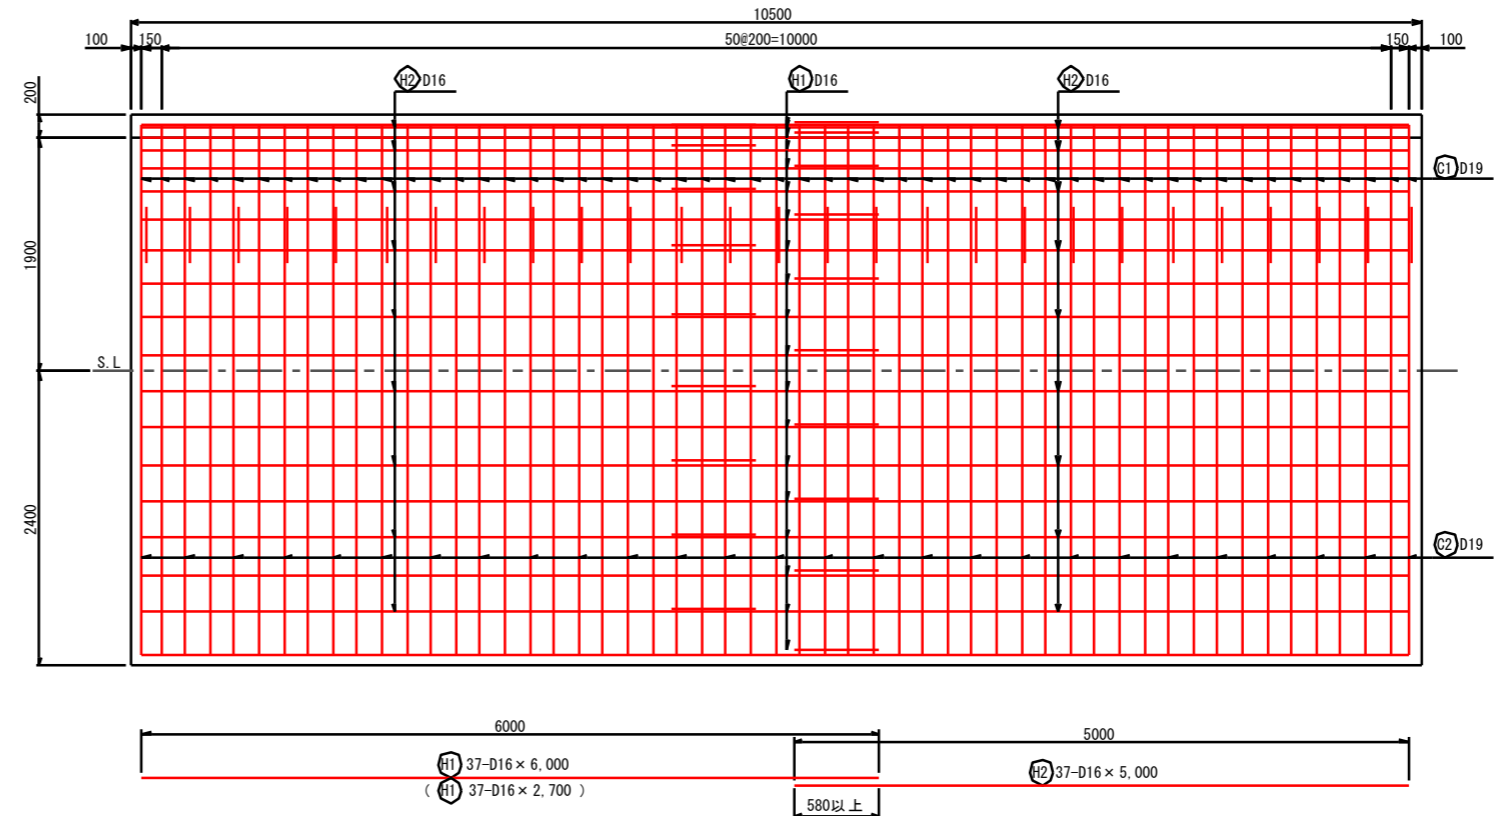 10500
100 150 50@200=10000 150 100
H2 D16 H1 D16 H2 D16
200
C1 D19
1900
S.L
2400
C2 D19
6000
5000
H1 37-D16×6,000
H2 37-D16×5,000
( H1 37-D16×2,700 )
580以上